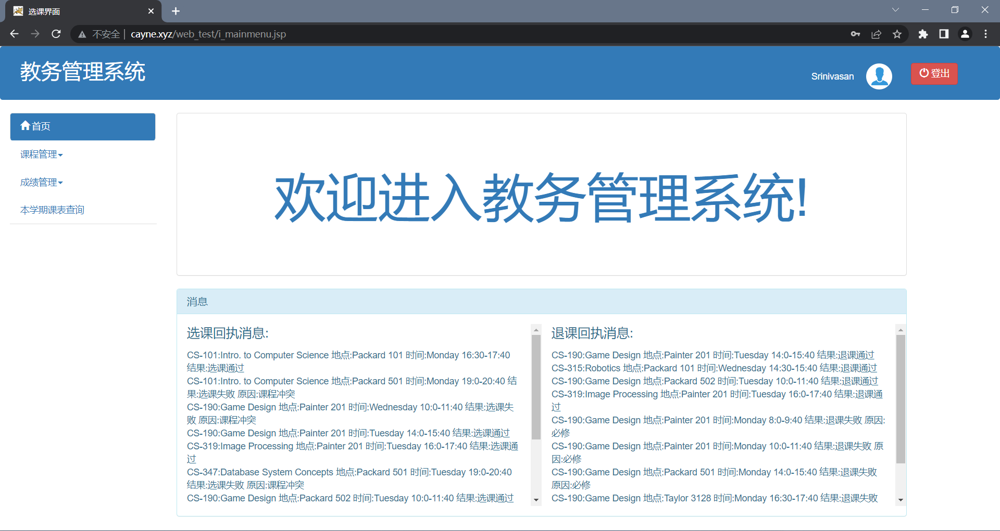 选课界面
不安全 | cayne.xyz/web_test/i_mainmenu.jsp
教务管理系统
Srinivasan
登出
首页
课程管理
成绩管理
本学期课表查询
欢迎进入教务管理系统!
消息
选课回执消息:
CS-101:Intro. to Computer Science 地点:Packard 101 时间:Monday 16:30-17:40
结果:选课通过
CS-101:Intro. to Computer Science 地点:Packard 501 时间:Monday 19:0-20:40 结
果:选课失败 原因:课程冲突
CS-190:Game Design 地点:Painter 201 时间:Wednesday 10:0-11:40 结果:选课失
败 原因:课程冲突
CS-190:Game Design 地点:Painter 201 时间:Tuesday 14:0-15:40 结果:选课通过
CS-319:Image Processing 地点:Painter 201 时间:Tuesday 16:0-17:40 结果:选课通
过
CS-347:Database System Concepts 地点:Packard 501 时间:Tuesday 19:0-20:40
结果:选课失败 原因:课程冲突
CS-190:Game Design 地点:Packard 502 时间:Tuesday 10:0-11:40 结果:选课通过
退课回执消息:
CS-190:Game Design 地点:Painter 201 时间:Tuesday 14:0-15:40 结果:退课通过
CS-315:Robotics 地点:Packard 101 时间:Wednesday 14:30-15:40 结果:退课通过
CS-190:Game Design 地点:Packard 502 时间:Tuesday 10:0-11:40 结果:退课通过
CS-319:Image Processing 地点:Painter 201 时间:Tuesday 16:0-17:40 结果:退课通
过
CS-190:Game Design 地点:Painter 201 时间:Monday 8:0-9:40 结果:退课失败 原因:
必修
CS-190:Game Design 地点:Painter 201 时间:Monday 10:0-11:40 结果:退课失败 原
因:必修
CS-190:Game Design 地点:Packard 501 时间:Monday 14:0-15:40 结果:退课失败
原因:必修
CS-190:Game Design 地点:Taylor 3128 时间:Monday 16:30-17:40 结果:退课失败